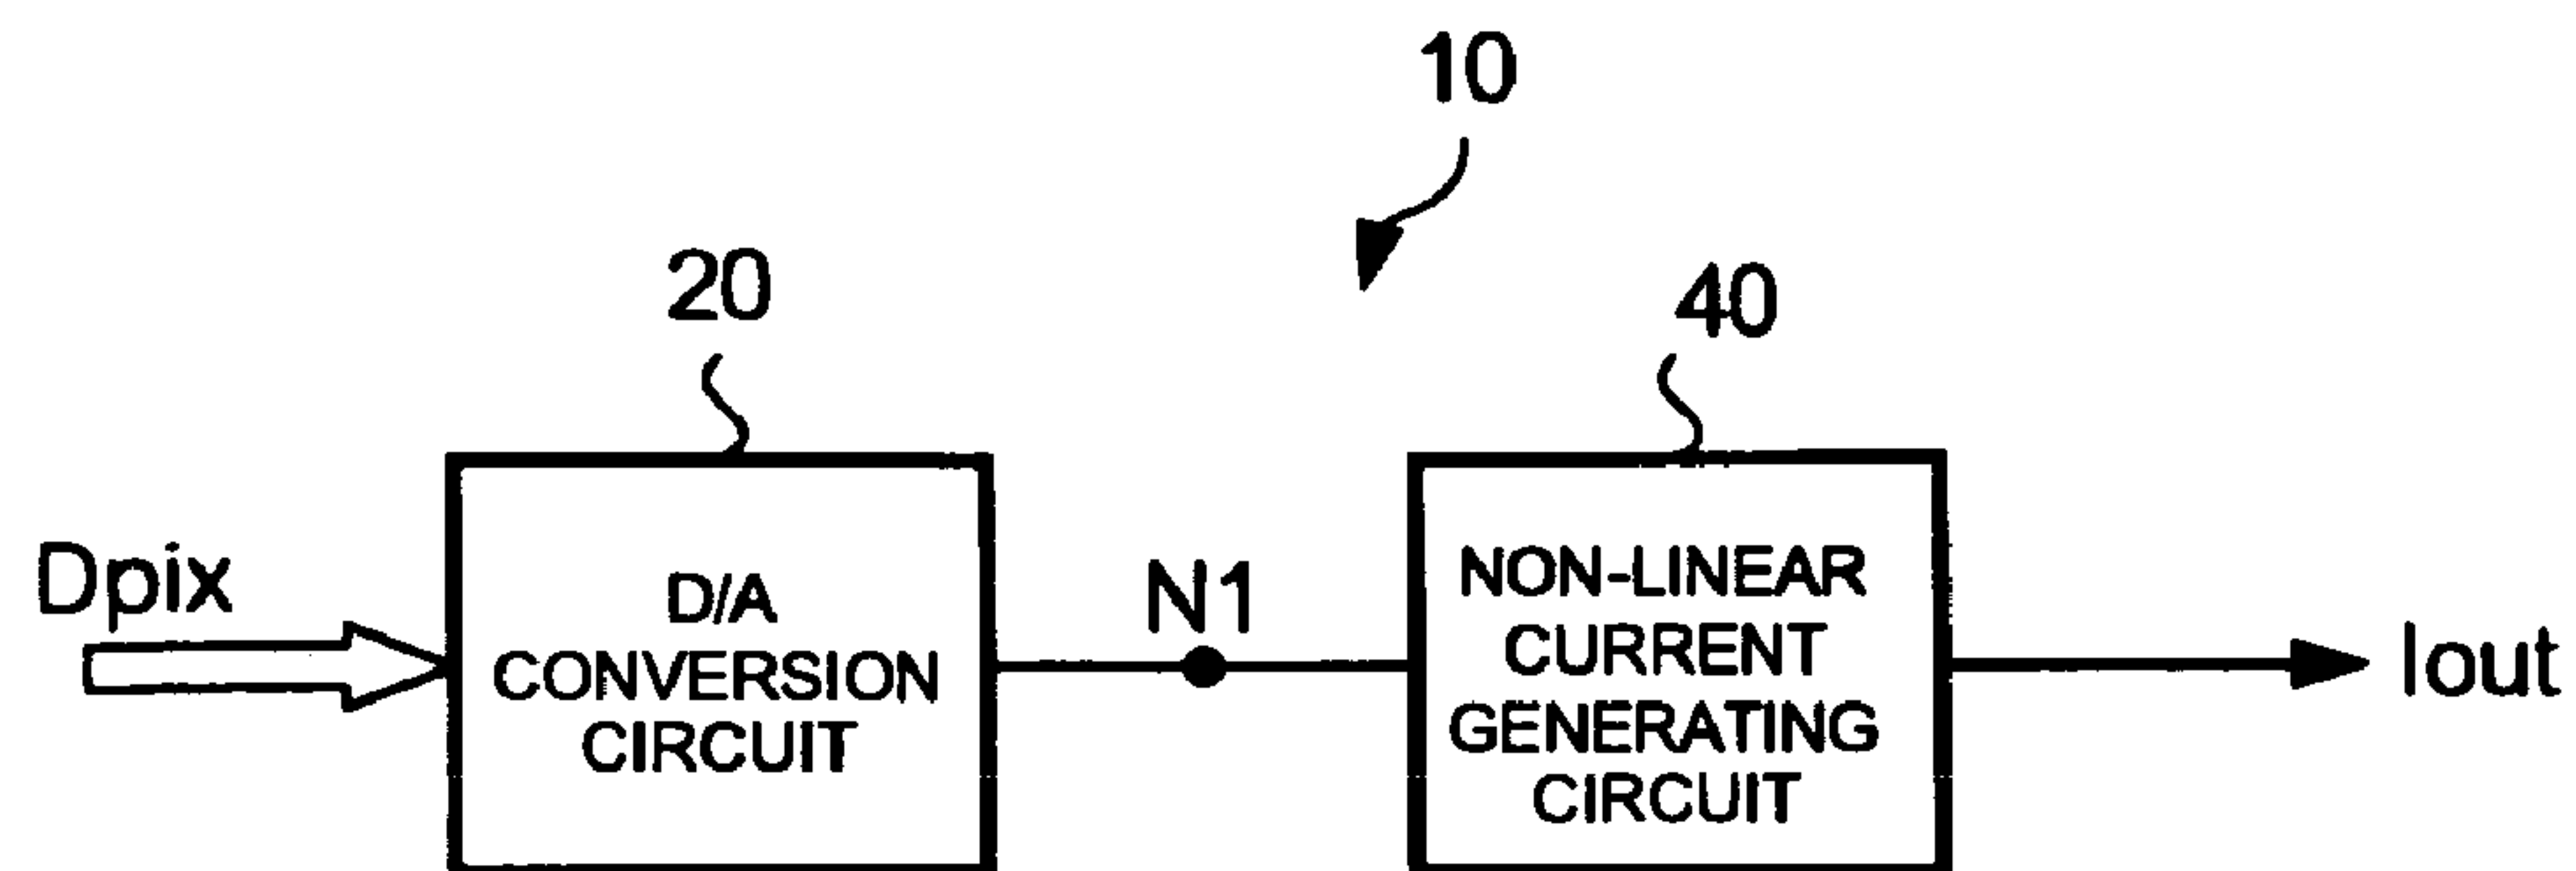 10
20
40
Dpix
D/A
CONVERSION
CIRCUIT
N1
NON-LINEAR
CURRENT
GENERATING
CIRCUIT
Iout